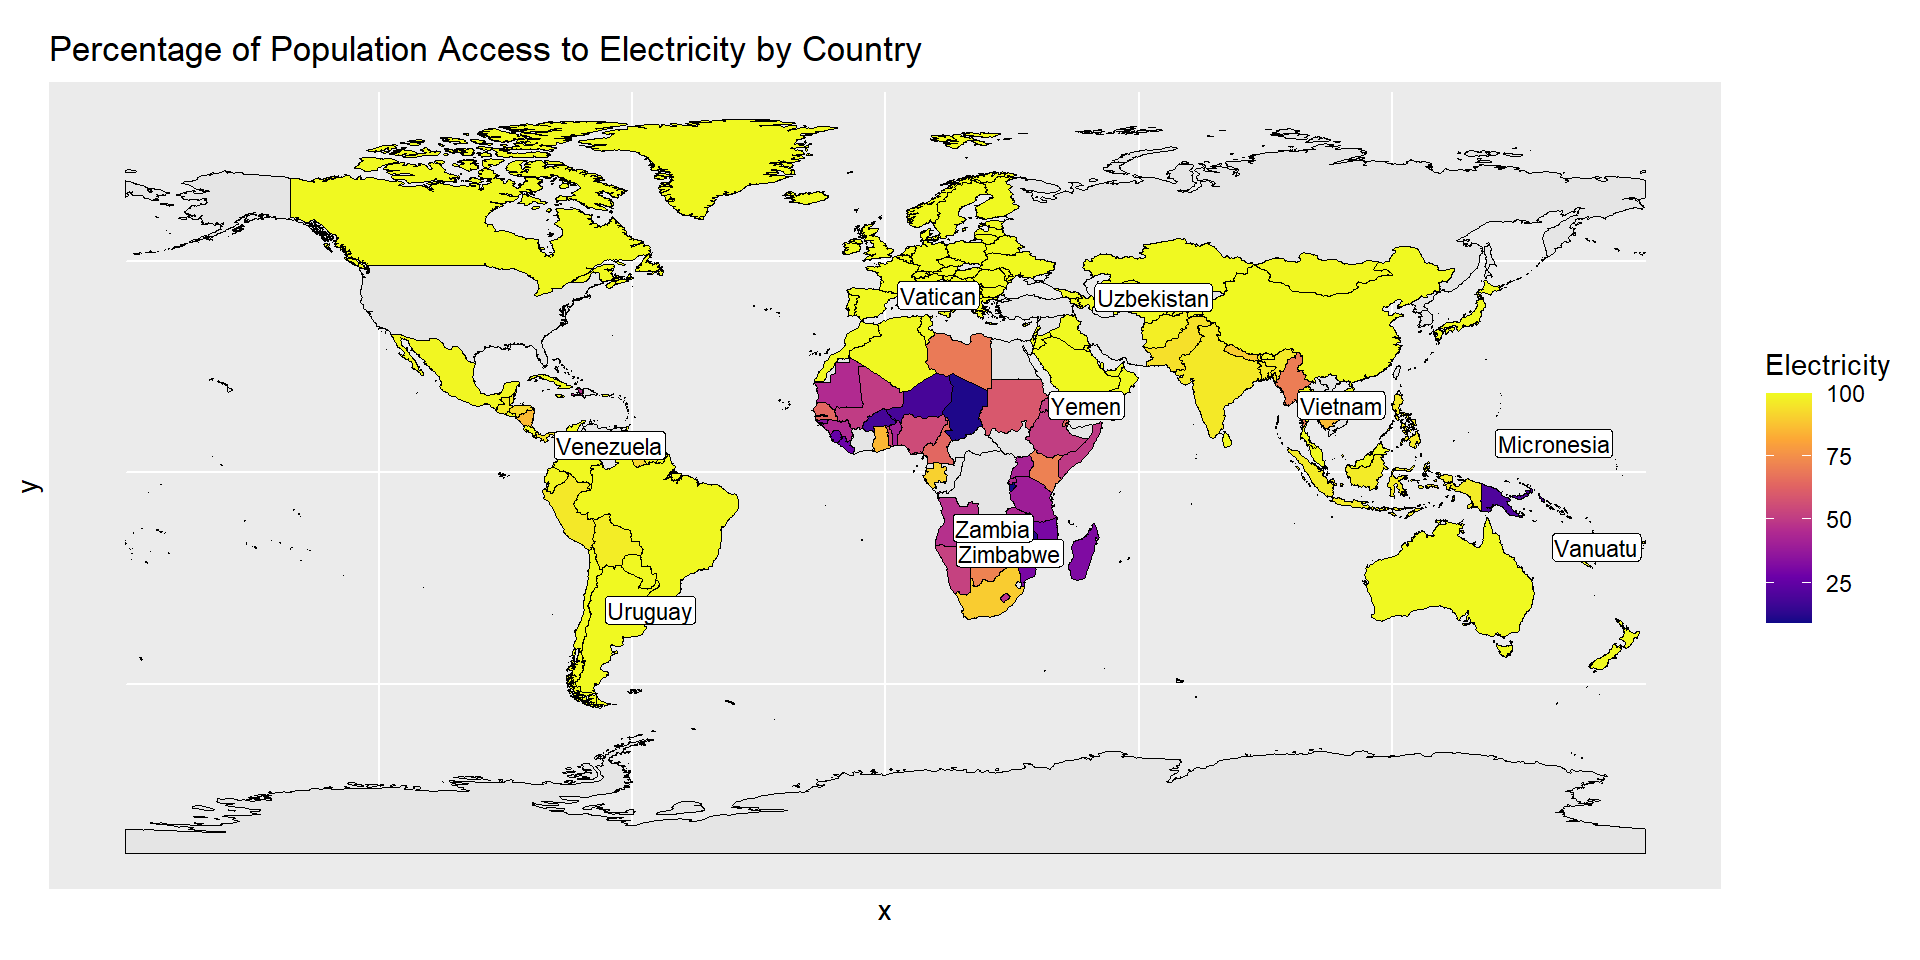 Percentage of Population Access to Electricity by Country
Vatican
Uzbekistan
Yemen
Vietnam
Venezuela
Micronesia
Zambia
Zimbabwe
Vanuatu
Uruguay
y
x
Electricity
100
75
50
25